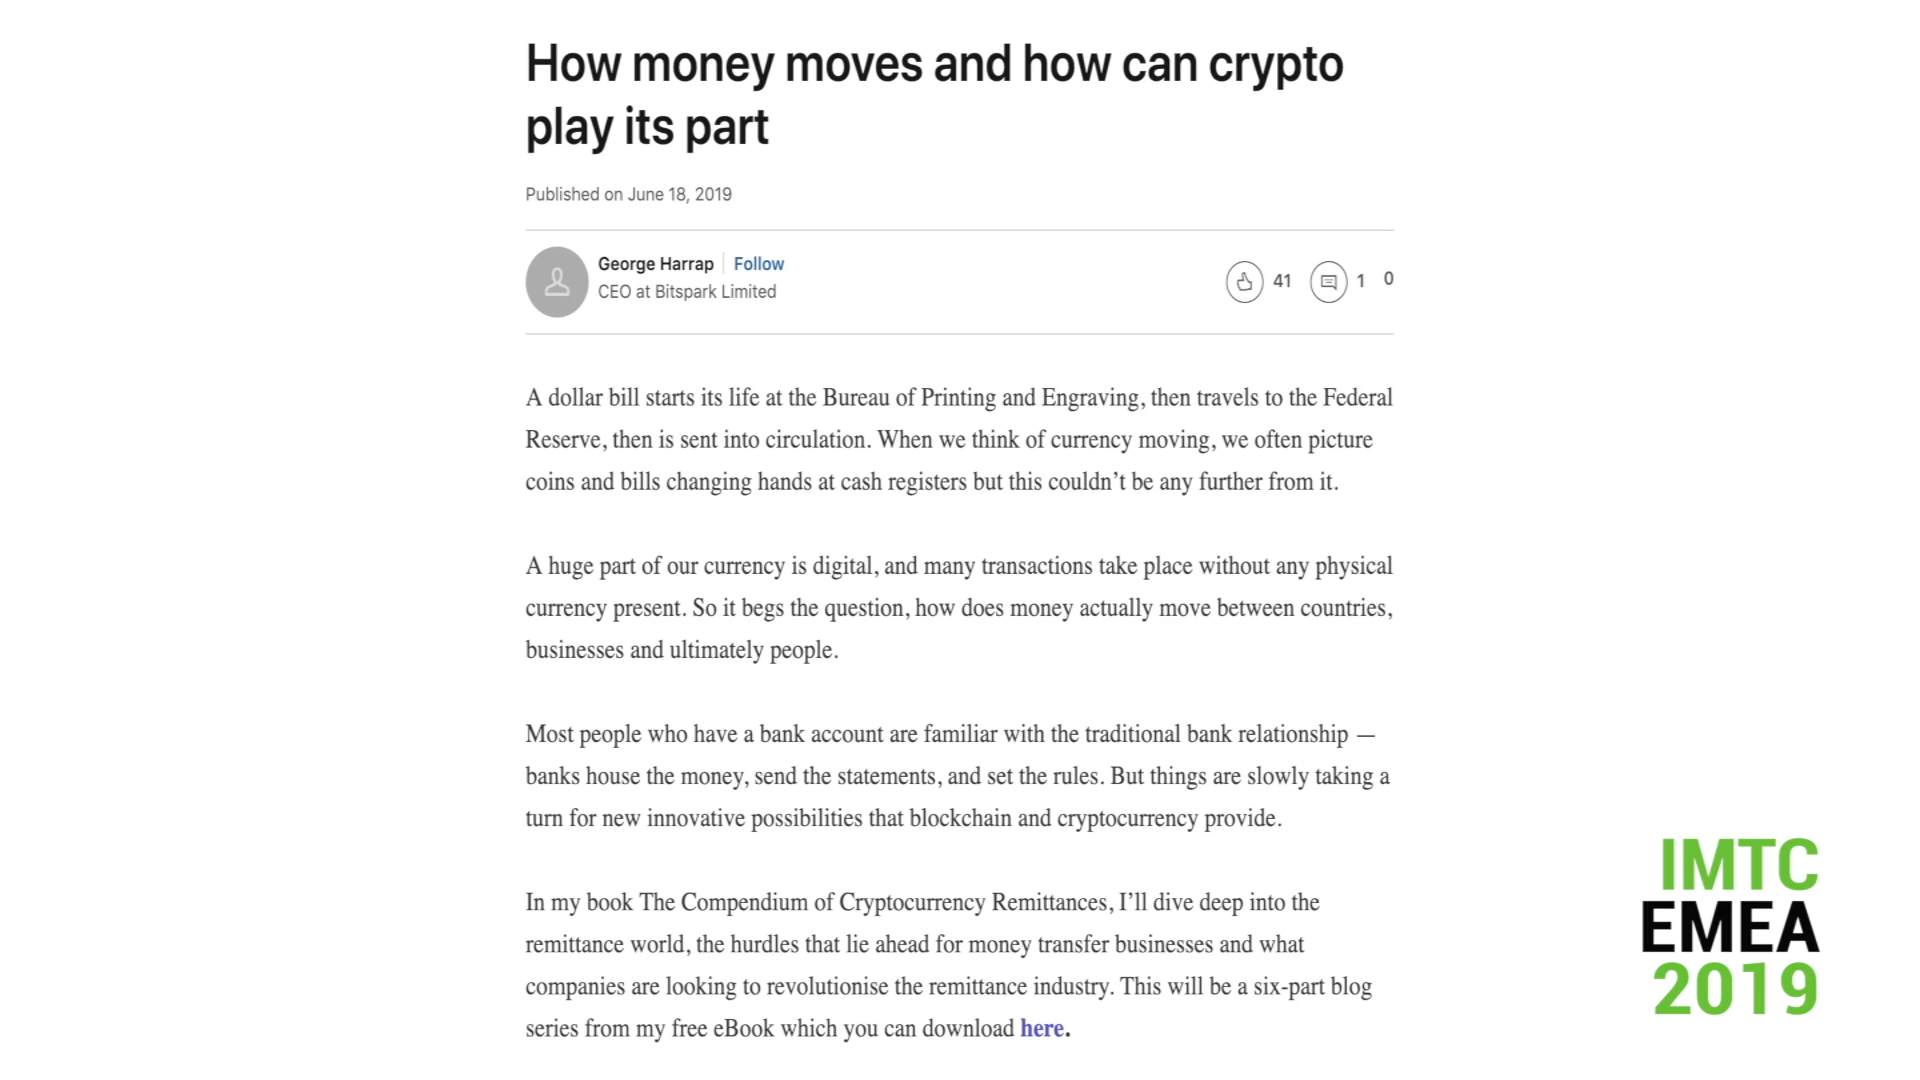 How money moves and how can crypto
play its part
Published on June 18, 2019
George Harrap
Follow
CEO at Bitspark Limited
41
1
0
A dollar bill starts its life at the Bureau of Printing and Engraving, then travels to the Federal
Reserve, then is sent into circulation. When we think of currency moving, we often picture
coins and bills changing hands at cash registers but this couldn’t be any further from it.
A huge part of our currency is digital, and many transactions take place without any physical
currency present. So it begs the question, how does money actually move between countries,
businesses and ultimately people.
Most people who have a bank account are familiar with the traditional bank relationship —
banks house the money, send the statements, and set the rules. But things are slowly taking a
turn for new innovative possibilities that blockchain and cryptocurrency provide.
In my book The Compendium of Cryptocurrency Remittances, I’ll dive deep into the
remittance world, the hurdles that lie ahead for money transfer businesses and what
companies are looking to revolutionise the remittance industry. This will be a six-part blog
series from my free eBook which you can download here.
IMTC
EMEA
2019